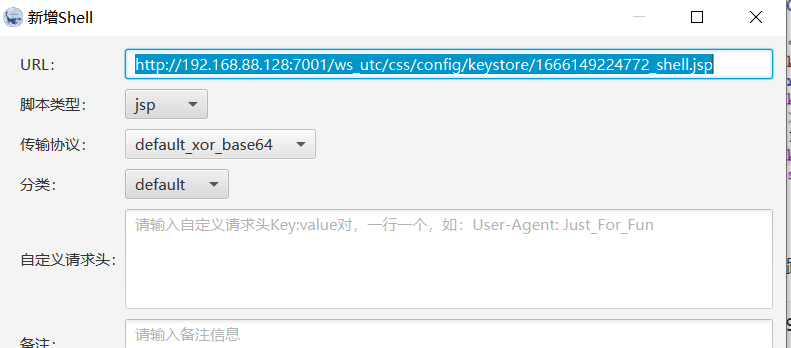 新增Shell
URL: http://192.168.88.128:7001/ws_utc/css/config/keystore/1666149224772_shell.jsp
脚本类型: jsp
传输协议: default_xor_base64
分类: default
自定义请求头: 请输入自定义请求头Key:value对，一行一个，如：User-Agent: Just_For_Fun
备注: 请输入备注信息